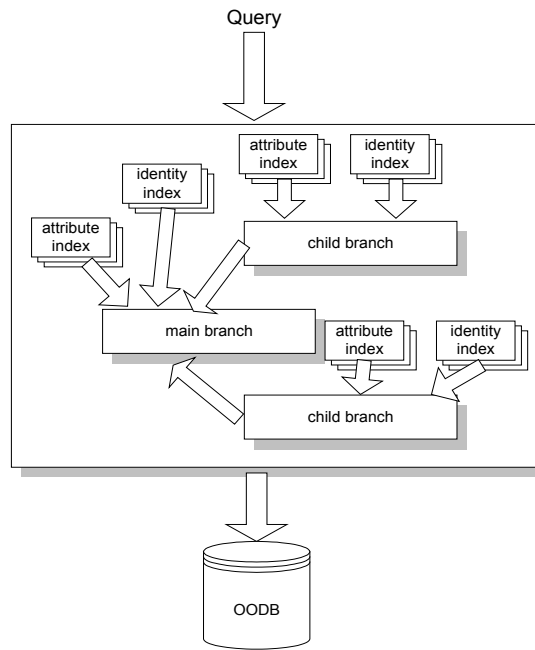 Query
attribute
index
identity
index
identity
index
attribute
index
child branch
main branch
attribute
index
identity
index
child branch
OODB